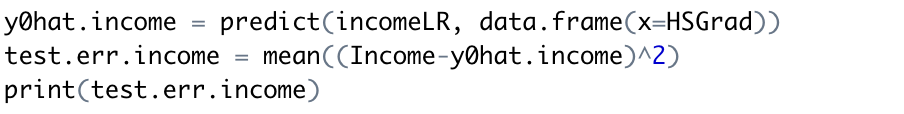 y0hat.income = predict(incomeLR, data.frame(x=HSGrad))
test.err.income = mean((Income-y0hat.income)^2)
print(test.err.income)